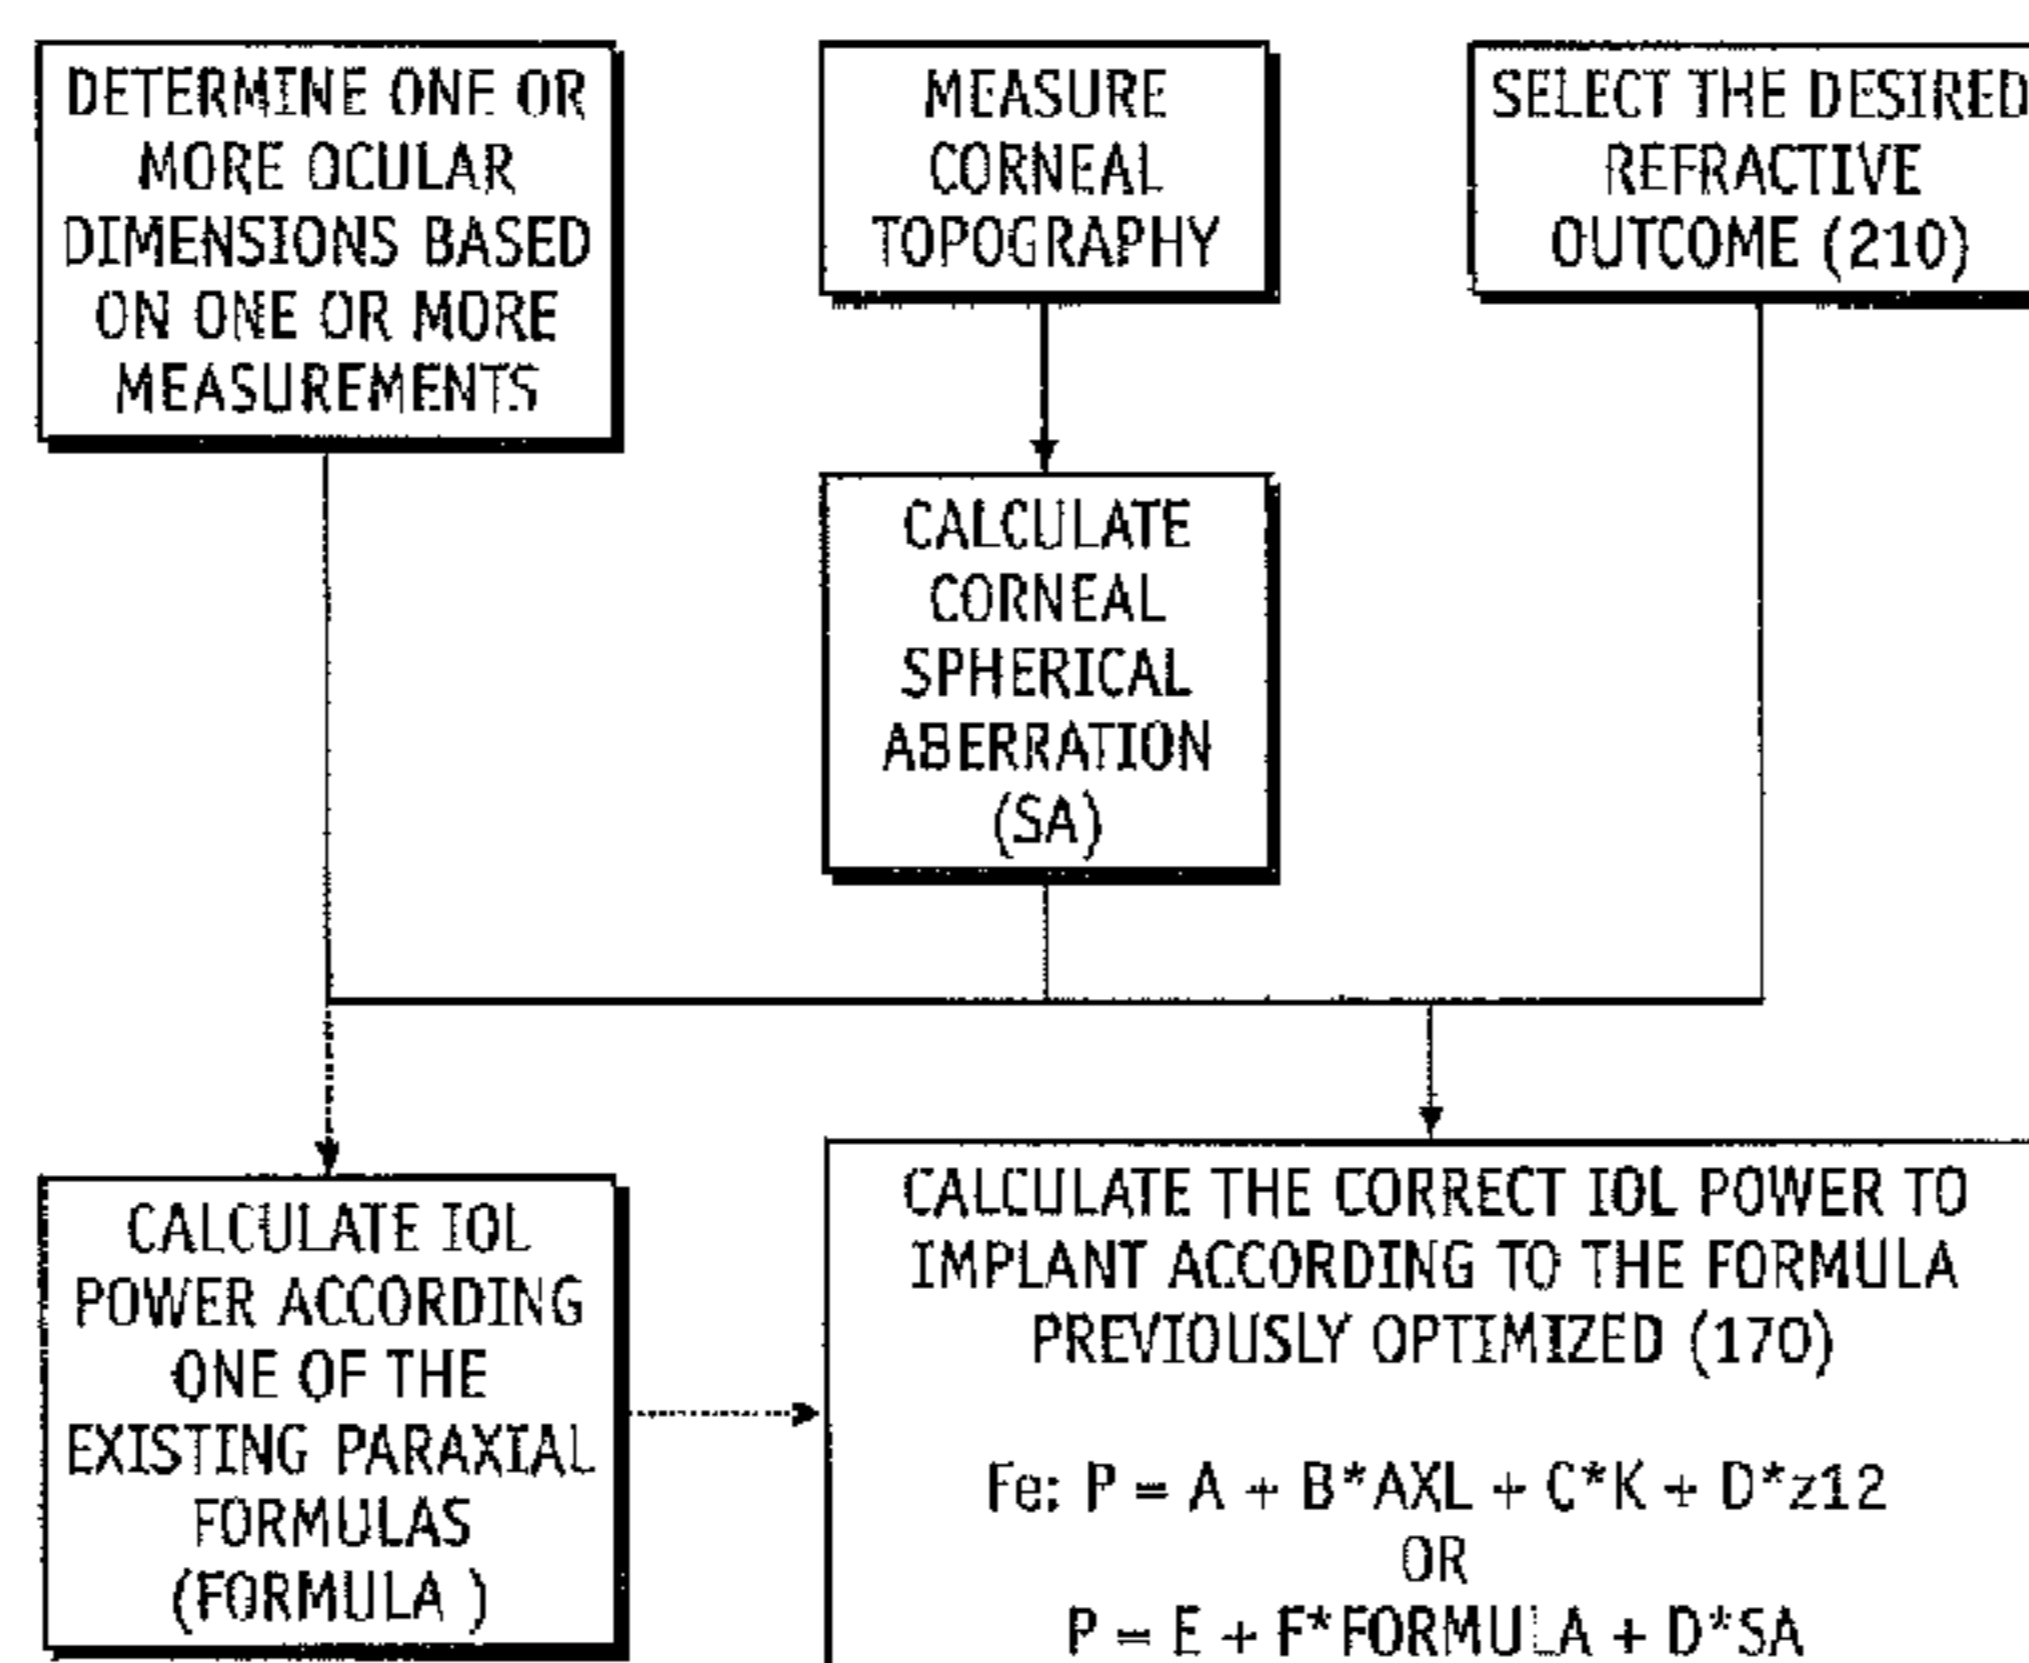 DETERMINE ONE OR
MORE OCULAR
DIMENSIONS BASED
ON ONE OR MORE
MEASUREMENTS
MEASURE
CORNEAL
TOPOGRAPHY
SELECT THE DESIRED
REFRACTIVE
OUTCOME (210)
CALCULATE
CORNEAL
SPHERICAL
ABERRATION
(SA)
CALCULATE IOL
POWER ACCORDING
ONE OF THE
EXISTING PARAXIAL
FORMULAS
(FORMULA )
CALCULATE THE CORRECT IOL POWER TO
IMPLANT ACCORDING TO THE FORMULA
PREVIOUSLY OPTIMIZED (170)
Fe: P = A + B*AXL + C*K + D*z12
OR
P = E + F*FORMULA + D*SA